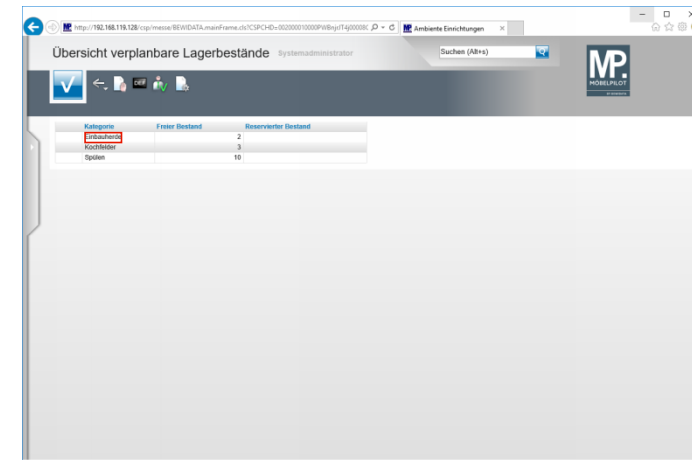 http://192.168.119.128/csp/messe/BEWIDATA.mainFrame.cls?CSPCHD=
Ambiente Einrichtungen
Übersicht verplanbare Lagerbestände Systemadministrator
Suchen (Alt+s)
MP.
MÖBELPILOT
DEF
Kategorie Freier Bestand Reservierter Bestand
Einbauherde 2
Kochfelder 3
Spülen 10